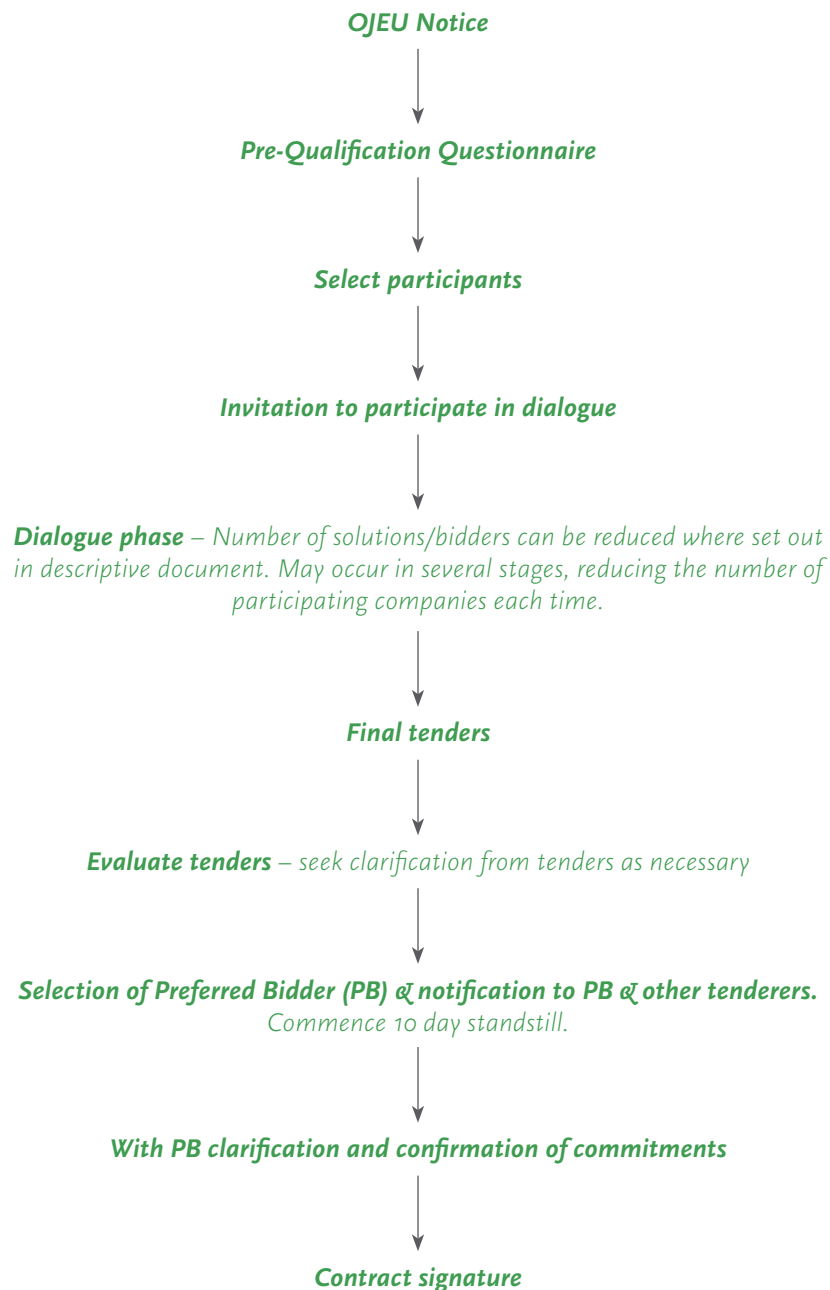 OJEU Notice
Pre-Qualification Questionnaire
Select participants
Invitation to participate in dialogue
Dialogue phase – Number of solutions/bidders can be reduced where set out
in descriptive document. May occur in several stages, reducing the number of
participating companies each time.
Final tenders
Evaluate tenders – seek clarification from tenders as necessary
Selection of Preferred Bidder (PB) & notification to PB & other tenderers.
Commence 10 day standstill.
With PB clarification and confirmation of commitments
Contract signature